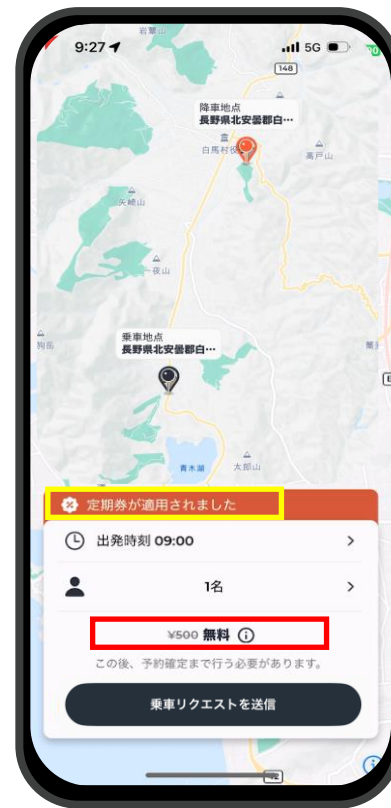 岩蕈山
9:27
5G
148
降車地点
長野県北安曇郡白…
白馬村役
高戸山
矢崎山
一夜山
乗車地点
長野県北安曇郡白…
青木湖
太郎山
定期券が適用されました
出発時刻 09:00
1名
¥500 無料
この後、予約確定まで行う必要があります。
乗車リクエストを送信